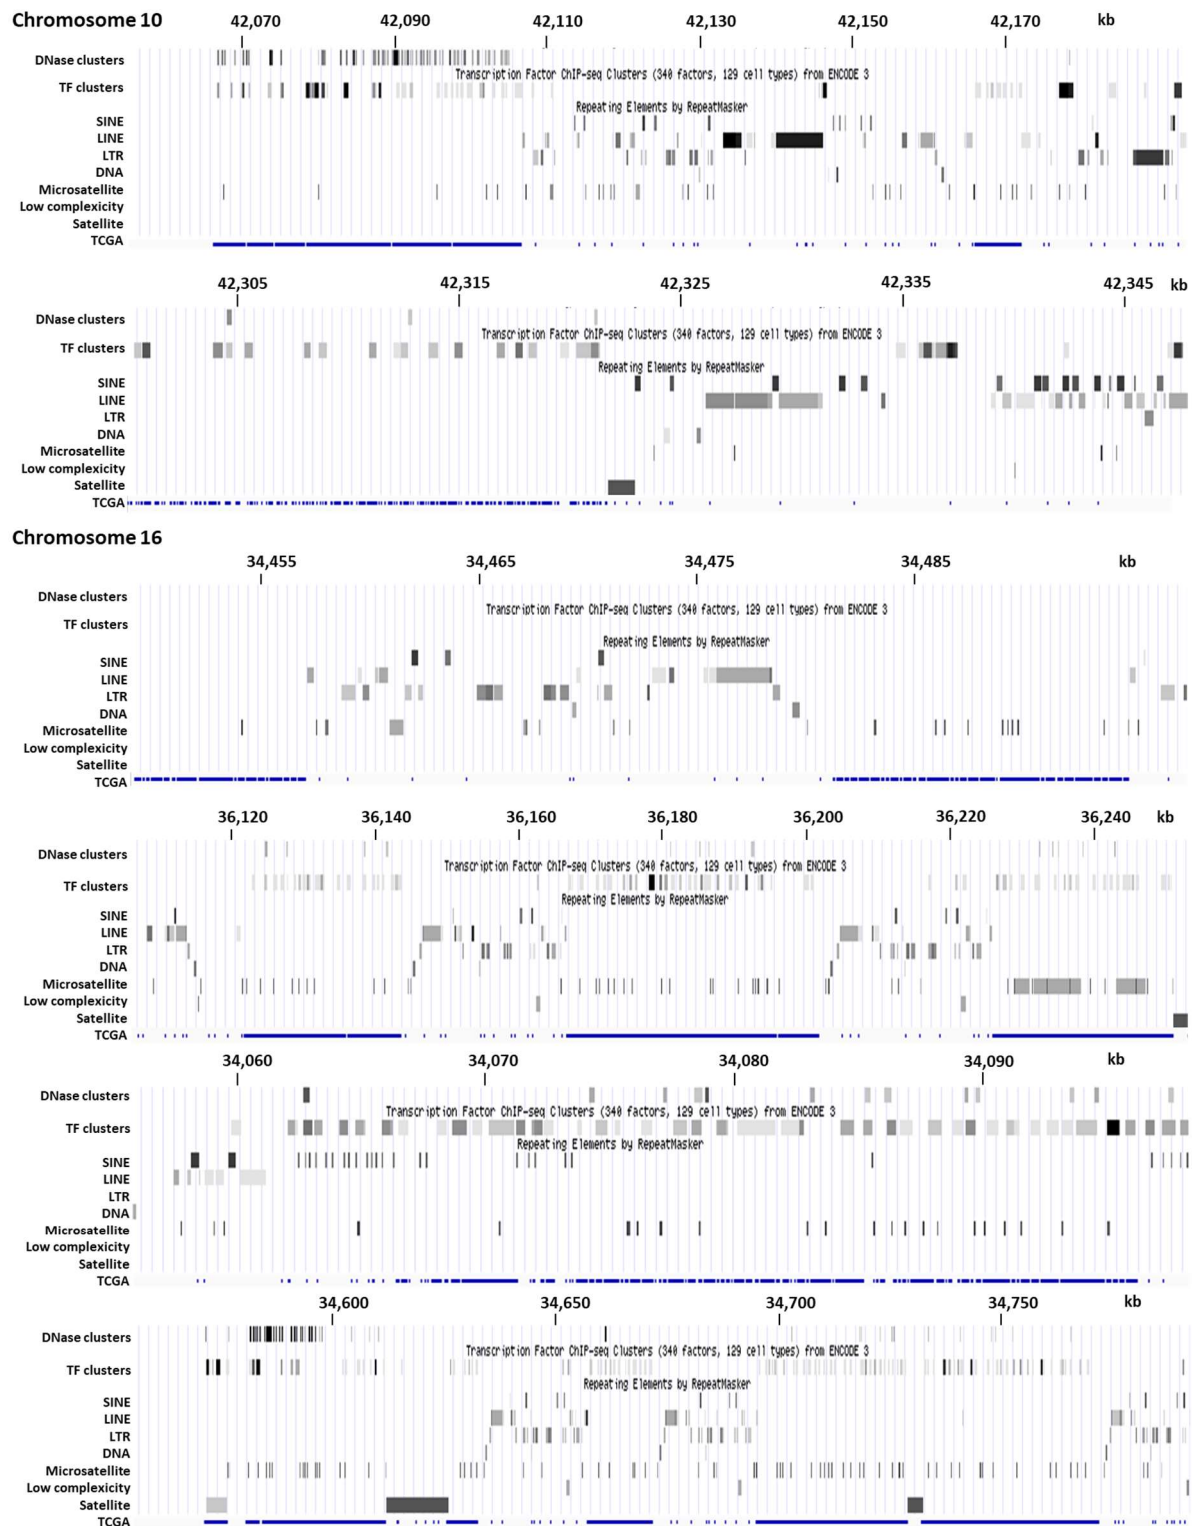 Chromosome 10 42,070 42,090 42,110 42,130 42,150 42,170 kb
DNase clusters
Transcription Factor ChIP-seq Clusters (340 factors, 129 cell types) from ENCODE 3
TF clusters
Repeating Elements by RepeatMasker
SINE
LINE
LTR
DNA
Microsatellite
Low complexicity
Satellite
TCGA
42,305 42,315 42,325 42,335 42,345 kb
DNase clusters
Transcription Factor ChIP-seq Clusters (340 factors, 129 cell types) from ENCODE 3
TF clusters
Repeating Elements by RepeatMasker
SINE
LINE
LTR
DNA
Microsatellite
Low complexicity
Satellite
TCGA
Chromosome 16
34,455 34,465 34,475 34,485 kb
DNase clusters
Transcription Factor ChIP-seq Clusters (340 factors, 129 cell types) from ENCODE 3
TF clusters
Repeating Elements by RepeatMasker
SINE
LINE
LTR
DNA
Microsatellite
Low complexicity
Satellite
TCGA
36,120 36,140 36,160 36,180 36,200 36,220 36,240 kb
DNase clusters
Transcription Factor ChIP-seq Clusters (340 factors, 129 cell types) from ENCODE 3
TF clusters
Repeating Elements by RepeatMasker
SINE
LINE
LTR
DNA
Microsatellite
Low complexicity
Satellite
TCGA
34,060 34,070 34,080 34,090 kb
DNase clusters
Transcription Factor ChIP-seq Clusters (340 factors, 129 cell types) from ENCODE 3
TF clusters
Repeating Elements by RepeatMasker
SINE
LINE
LTR
DNA
Microsatellite
Low complexicity
Satellite
TCGA
34,600 34,650 34,700 34,750 kb
DNase clusters
Transcription Factor ChIP-seq Clusters (340 factors, 129 cell types) from ENCODE 3
TF clusters
Repeating Elements by RepeatMasker
SINE
LINE
LTR
DNA
Microsatellite
Low complexicity
Satellite
TCGA